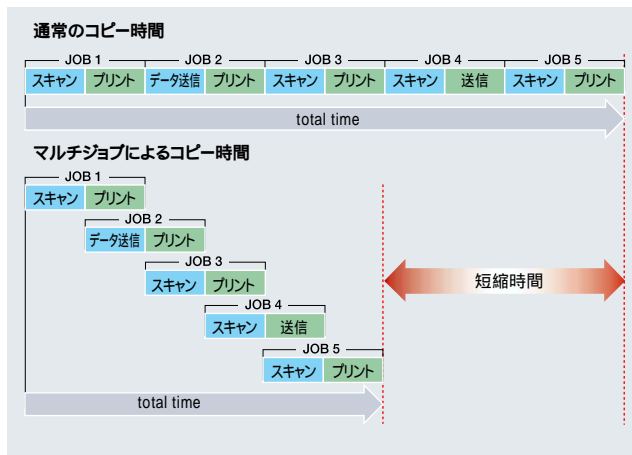 通常のコピー時間
JOB 1 JOB 2 JOB 3 JOB 4 JOB 5
スキャン プリント データ送信 プリント スキャン プリント スキャン 送信 スキャン プリント
total time
マルチジョブによるコピー時間
JOB 1
スキャン プリント
JOB 2
データ送信 プリント
JOB 3
スキャン プリント
短縮時間
JOB 4
スキャン 送信
JOB 5
スキャン プリント
total time